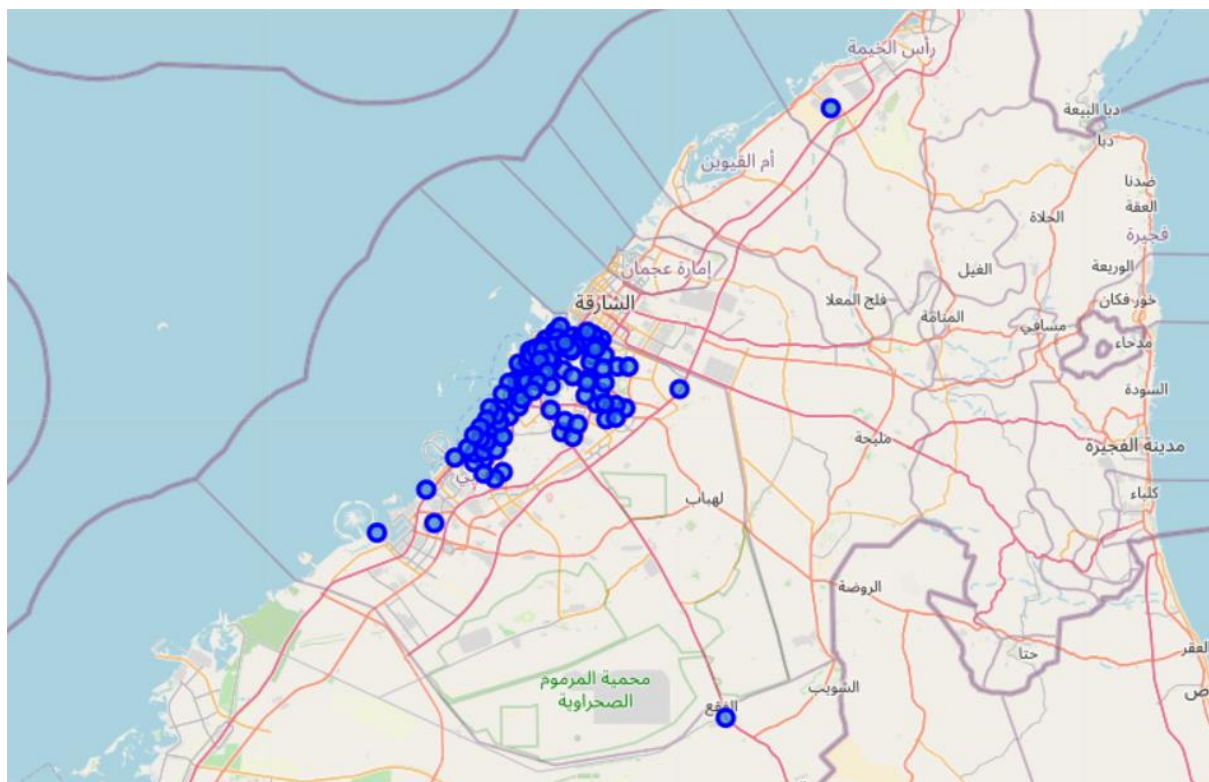 رأس الخيمة
دبا البيعة
دبا
أم القيوين
ضدنا
العقة
الحلاة
فجيرة
إمارة عجمان
الفيل
الوريعة
الشارقة
فلج المعلا
خور فكان
المنامة
مسافي
مدحاء
السودة
مليحة
مدينة الفجيرة
لهباب
كلباء
الروضة
حتا
العقر
محمية المرموم
الصحراوية
الشويب
الفقع